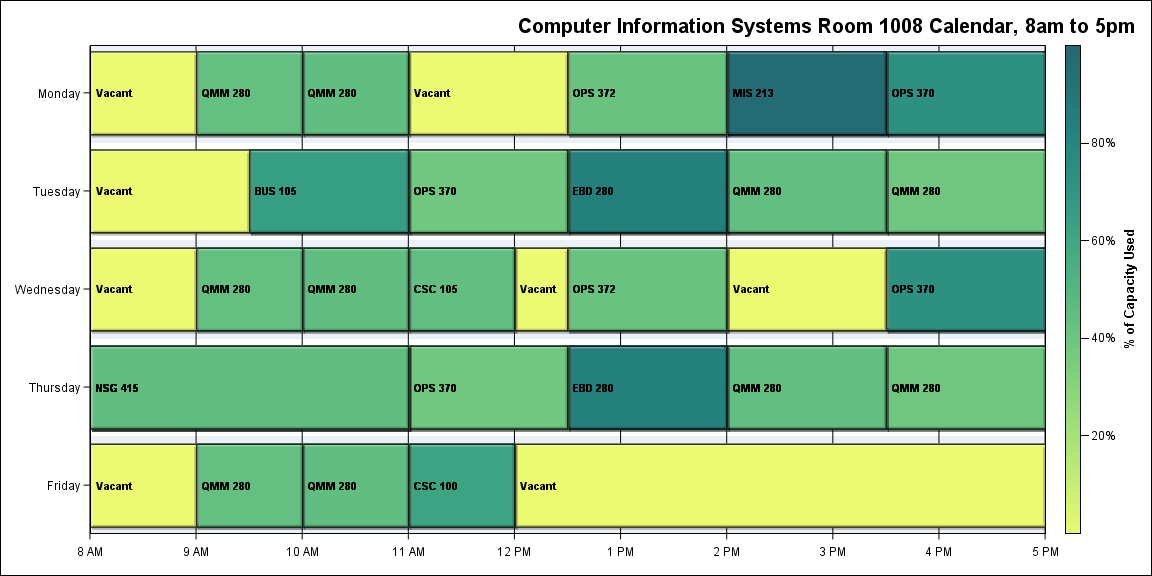 Computer Information Systems Room 1008 Calendar, 8am to 5pm
Monday
Vacant
QMM 280
QMM 280
Vacant
OPS 372
MIS 213
OPS 370
Tuesday
Vacant
BUS 105
OPS 370
EBD 280
QMM 280
QMM 280
Wednesday
Vacant
QMM 280
QMM 280
CSC 105
Vacant
OPS 372
Vacant
OPS 370
Thursday
NSG 415
OPS 370
EBD 280
QMM 280
QMM 280
Friday
Vacant
QMM 280
QMM 280
CSC 100
Vacant
8 AM
9 AM
10 AM
11 AM
12 PM
1 PM
2 PM
3 PM
4 PM
5 PM
80%
60%
40%
20%
% of Capacity Used